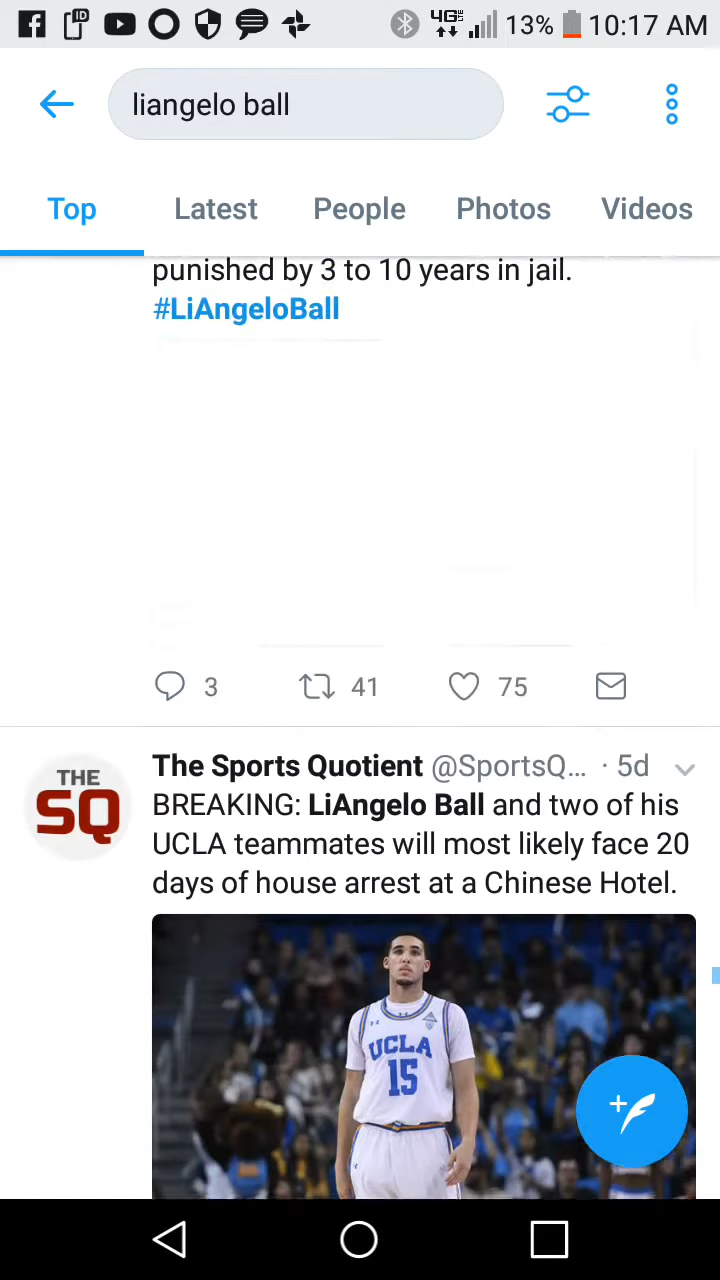 13% 10:17 AM
liangelo ball
Top Latest People Photos Videos
punished by 3 to 10 years in jail.
#LiAngeloBall
3 41 75
THE
SQ
The Sports Quotient @SportsQ... · 5d
BREAKING: LiAngelo Ball and two of his
UCLA teammates will most likely face 20
days of house arrest at a Chinese Hotel.
UCLA
15